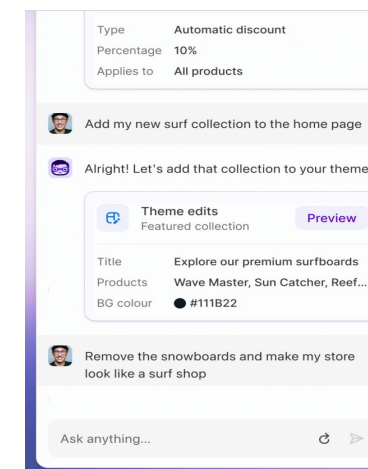 Type Automatic discount
Percentage 10%
Applies to All products
Add my new surf collection to the home page
Alright! Let's add that collection to your theme
Theme edits
Featured collection
Preview
Title Explore our premium surfboards
Products Wave Master, Sun Catcher, Reef...
BG colour #111B22
Remove the snowboards and make my store
look like a surf shop
Ask anything...